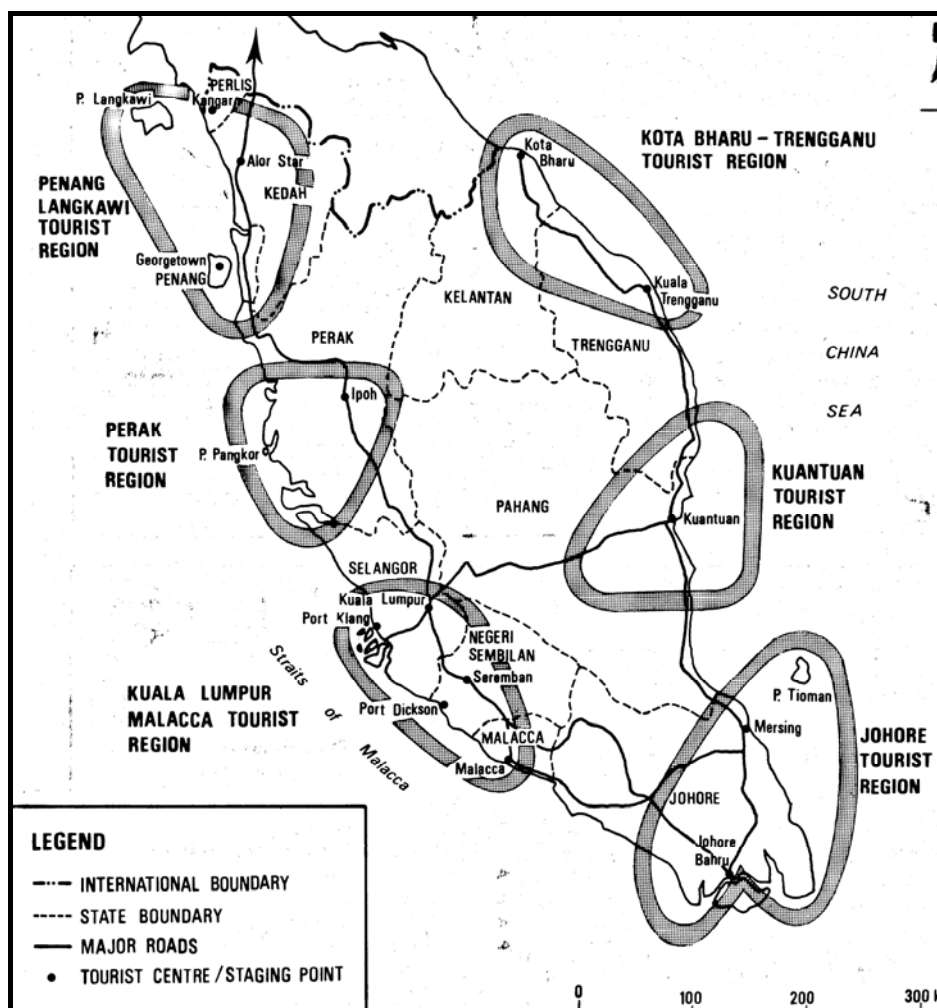 PERLIS
P. Langkawi
Kangar
Alor Star
KEDAH
PENANG
LANGKAWI
TOURIST
REGION
Georgetown
PENANG
KOTA BHARU – TRENGGANU
TOURIST REGION
Kota
Bharu
Kuala
Trengganu
KELANTAN
TRENGGANU
SOUTH
CHINA
SEA
PERAK
Ipoh
PERAK
TOURIST
REGION
P. Pangkor
PAHANG
KUANTUAN
TOURIST
REGION
Kuantuan
SELANGOR
Kuala Lumpur
Port Klang
NEGERI
SEMBILAN
Seremban
Straits
of
Malacca
KUALA LUMPUR
MALACCA TOURIST
REGION
Port Dickson
MALACCA
Malacca
P. Tioman
Mersing
JOHORE
TOURIST
REGION
JOHORE
Johore
Bahru
LEGEND
INTERNATIONAL BOUNDARY
STATE BOUNDARY
MAJOR ROADS
TOURIST CENTRE/STAGING POINT
0 100 200 300